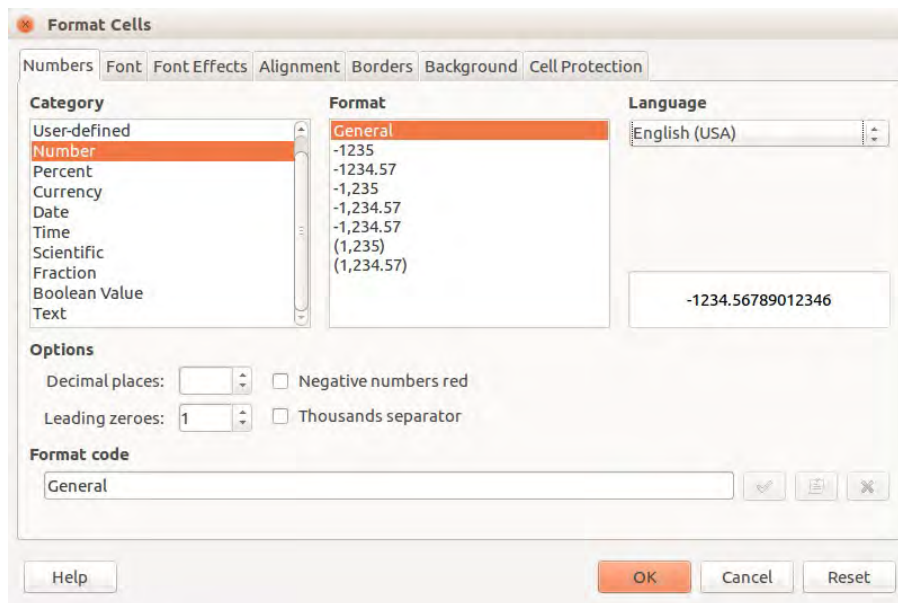 Format Cells
Numbers Font Font Effects Alignment Borders Background Cell Protection
Category
User-defined
Number
Percent
Currency
Date
Time
Scientific
Fraction
Boolean Value
Text
Format
General
-1235
-1234.57
-1,235
-1,234.57
-1,234.57
(1,235)
(1,234.57)
Language
English (USA)
-1234.56789012346
Options
Decimal places:
Negative numbers red
Leading zeroes: 1
Thousands separator
Format code
General
Help OK Cancel Reset